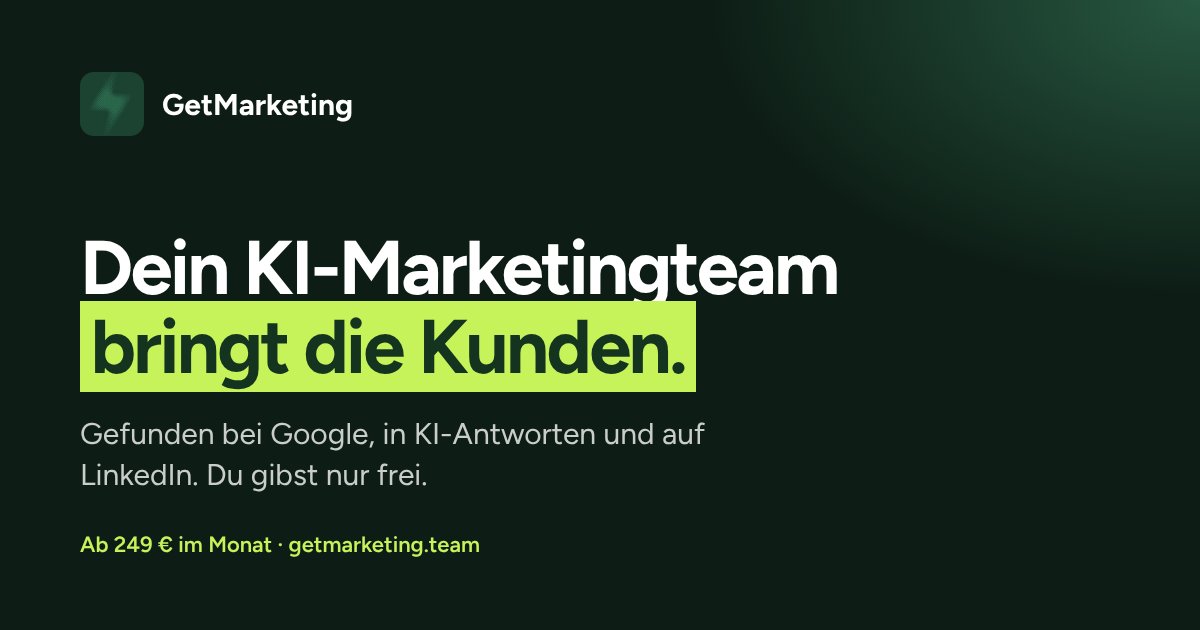 GetMarketing
Dein KI-Marketingteam
bringt die Kunden.
Gefunden bei Google, in KI-Antworten und auf
LinkedIn. Du gibst nur frei.
Ab 249 € im Monat · getmarketing.team